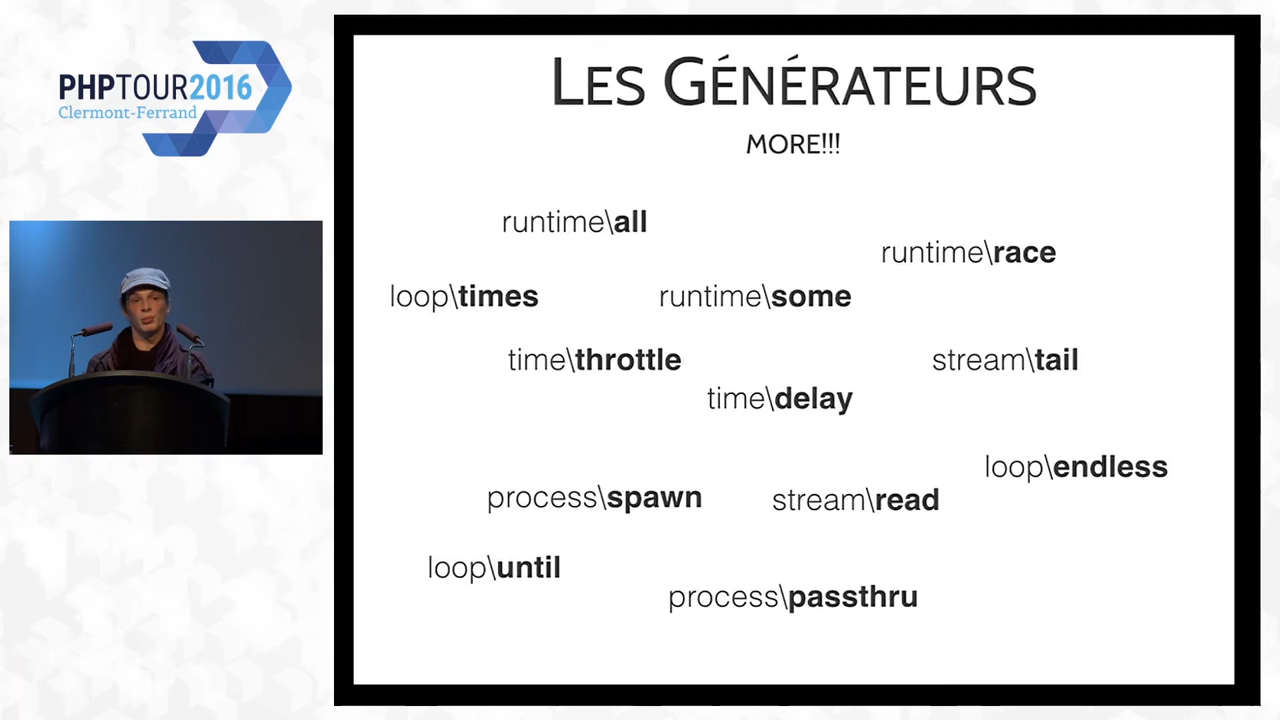 PHPTOUR2016
Clermont-Ferrand
LES GÉNÉRATEURS
MORE!!!
runtime\all
runtime\race
loop\times
runtime\some
time\throttle
stream\tail
time\delay
loop\endless
process\spawn
stream\read
loop\until
process\passthru